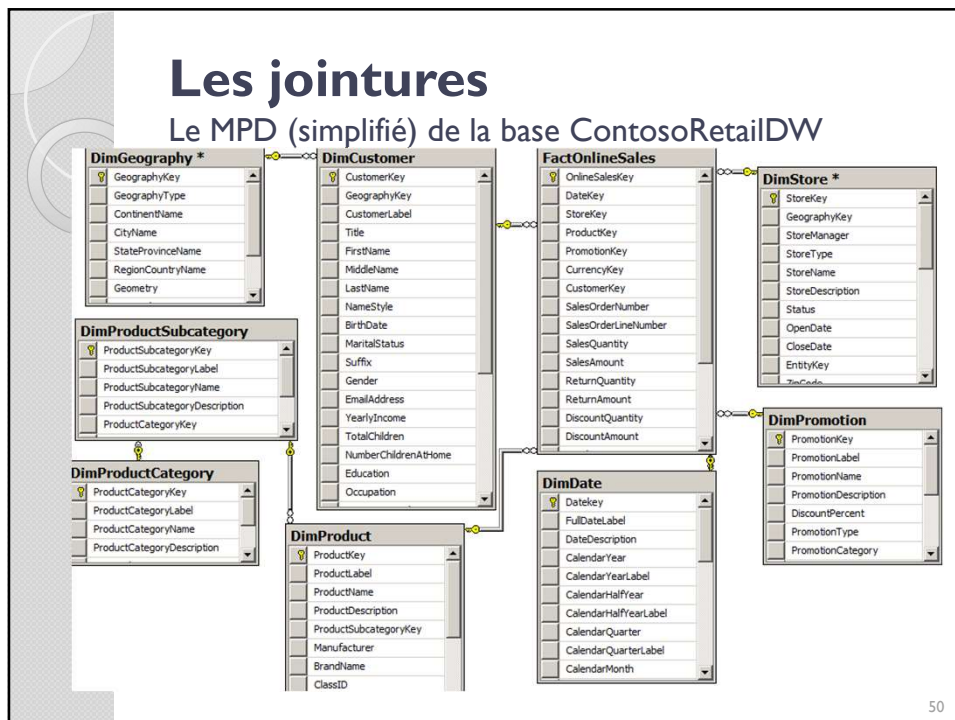 Les jointures
Le MPD (simplifié) de la base ContosoRetailDW
DimGeography *
GeographyKey
GeographyType
ContinentName
CityName
StateProvinceName
RegionCountryName
Geometry
DimCustomer
CustomerKey
GeographyKey
CustomerLabel
Title
FirstName
MiddleName
LastName
NameStyle
BirthDate
MaritalStatus
Suffix
Gender
EmailAddress
YearlyIncome
TotalChildren
NumberChildrenAtHome
Education
Occupation
FactOnlineSales
OnlineSalesKey
DateKey
StoreKey
ProductKey
PromotionKey
CurrencyKey
CustomerKey
SalesOrderNumber
SalesOrderLineNumber
SalesQuantity
SalesAmount
ReturnQuantity
ReturnAmount
DiscountQuantity
DiscountAmount
DimStore *
StoreKey
GeographyKey
StoreManager
StoreType
StoreName
StoreDescription
Status
OpenDate
CloseDate
EntityKey
ZipCode
DimProductSubcategory
ProductSubcategoryKey
ProductSubcategoryLabel
ProductSubcategoryName
ProductSubcategoryDescription
ProductCategoryKey
DimProductCategory
ProductCategoryKey
ProductCategoryLabel
ProductCategoryName
ProductCategoryDescription
DimProduct
ProductKey
ProductLabel
ProductName
ProductDescription
ProductSubcategoryKey
Manufacturer
BrandName
ClassID
DimDate
Datekey
FullDateLabel
DateDescription
CalendarYear
CalendarYearLabel
CalendarHalfYear
CalendarHalfYearLabel
CalendarQuarter
CalendarQuarterLabel
CalendarMonth
DimPromotion
PromotionKey
PromotionLabel
PromotionName
PromotionDescription
DiscountPercent
PromotionType
PromotionCategory
50